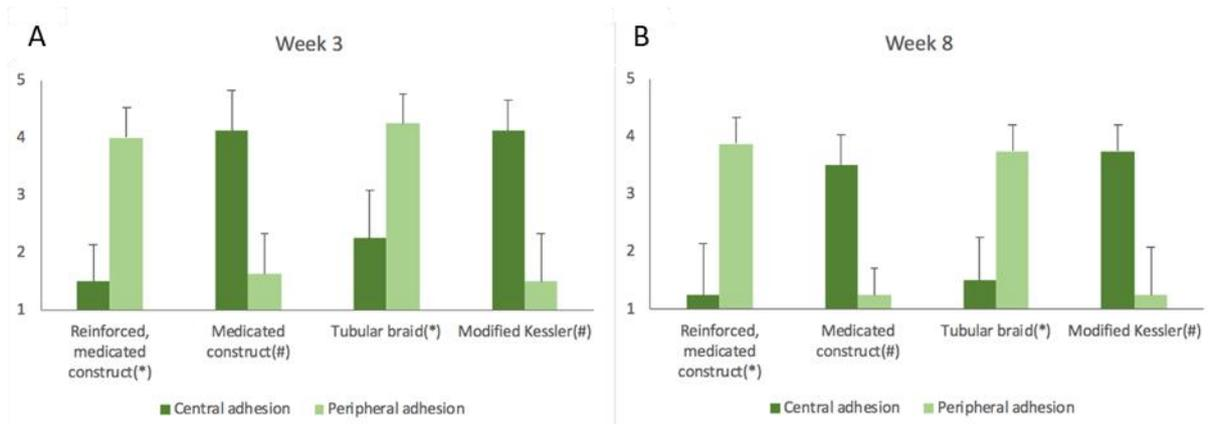 A
Week 3
5
4
3
2
1
Reinforced,
medicated
construct(*)
Medicated
construct(#)
Tubular braid(*)
Modified Kessler(#)
Central adhesion
Peripheral adhesion
B
Week 8
5
4
3
2
1
Reinforced,
medicated
construct(*)
Medicated
construct(#)
Tubular braid(*)
Modified Kessler(#)
Central adhesion
Peripheral adhesion